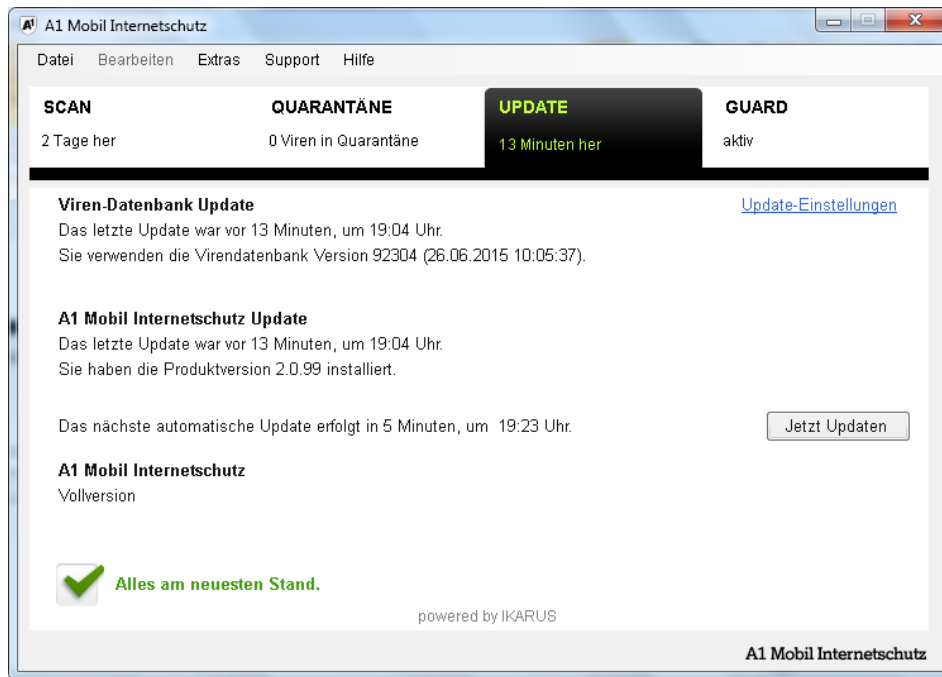 A1 A1 Mobil Internetschutz
Datei Bearbeiten Extras Support Hilfe
SCAN QUARANTÄNE UPDATE GUARD
2 Tage her 0 Viren in Quarantäne 13 Minuten her aktiv
Viren-Datenbank Update Update-Einstellungen
Das letzte Update war vor 13 Minuten, um 19:04 Uhr.
Sie verwenden die Virendatenbank Version 92304 (26.06.2015 10:05:37).
A1 Mobil Internetschutz Update
Das letzte Update war vor 13 Minuten, um 19:04 Uhr.
Sie haben die Produktversion 2.0.99 installiert.
Das nächste automatische Update erfolgt in 5 Minuten, um 19:23 Uhr. Jetzt Updaten
A1 Mobil Internetschutz
Vollversion
Alles am neuesten Stand.
powered by IKARUS
A1 Mobil Internetschutz